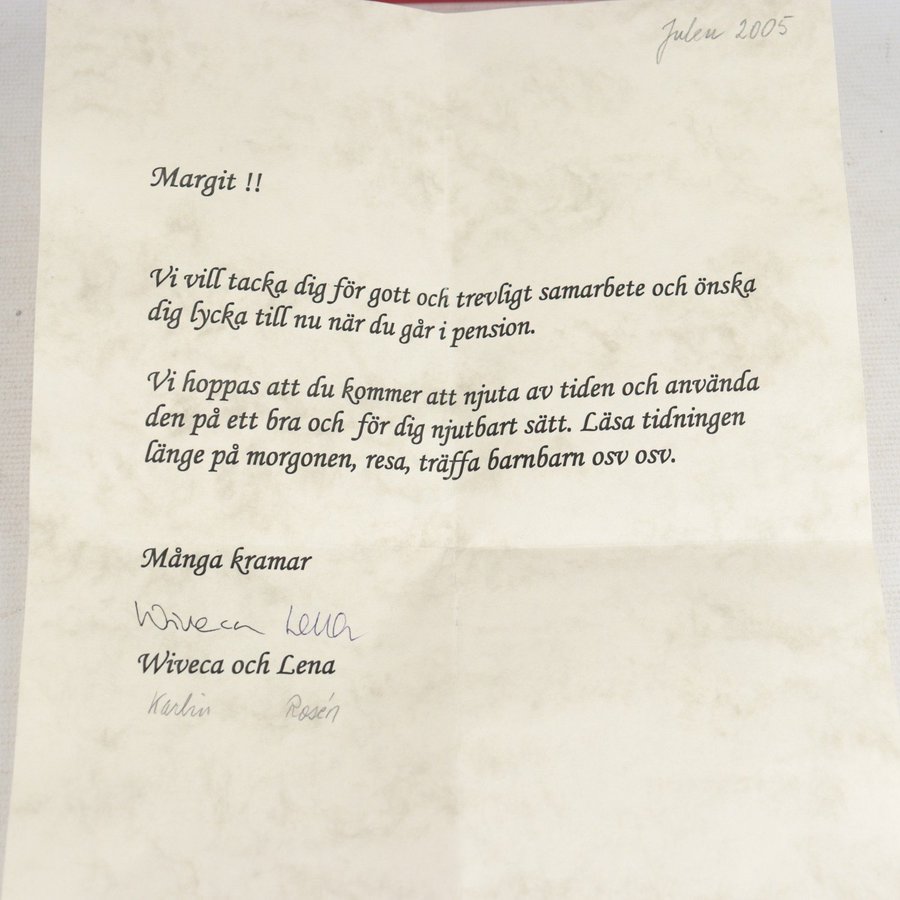 Julen 2005
Margit !!
Vi vill tacka dig för gott och trevligt samarbete och önska
dig lycka till nu när du går i pension.
Vi hoppas att du kommer att njuta av tiden och använda
den på ett bra och för dig njutbart sätt. Läsa tidningen
länge på morgonen, resa, träffa barnbarn osv osv.
Många kramar
Wiveca Lena
Wiveca och Lena
Rosén